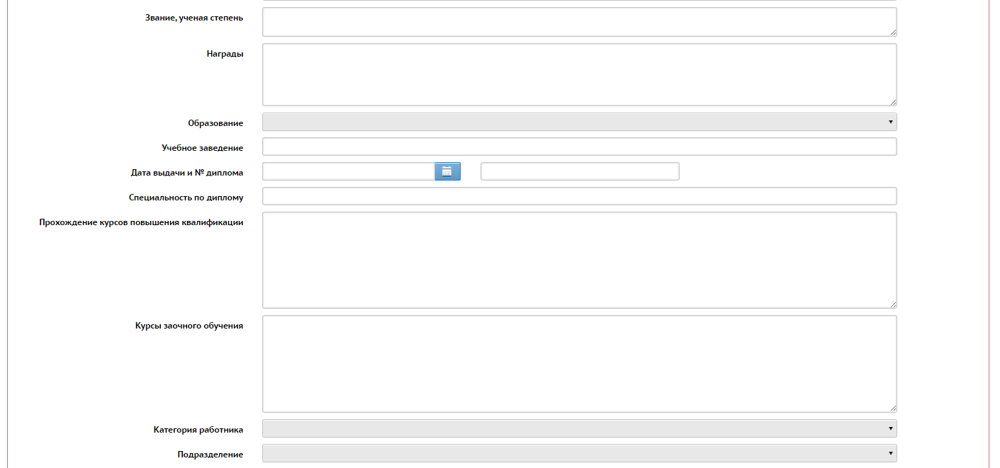 Звание, ученая степень
Награды
Образование
Учебное заведение
Дата выдачи и № диплома
Специальность по диплому
Прохождение курсов повышения квалификации
Курсы заочного обучения
Категория работника
Подразделение